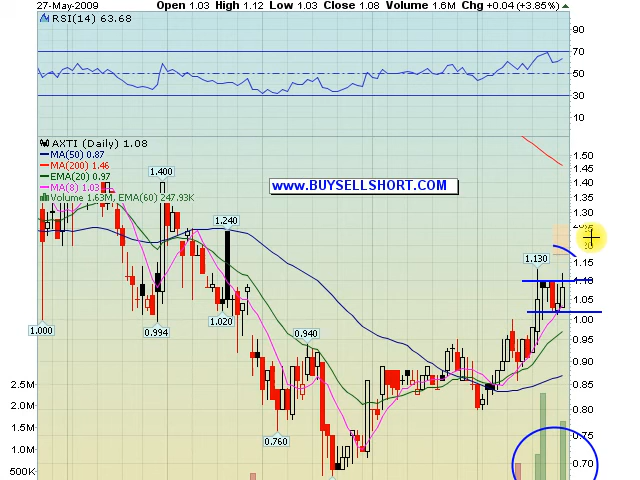 27-May-2009 Open 1.03 High 1.12 Low 1.03 Close 1.08 Volume 1.6M Chg +0.04 (+3.85%)
RSI(14) 63.68
90
70
50
30
10
AXTI (Daily) 1.08
MA(50) 0.87
MA(200) 1.46
EMA(20) 0.97
MA(8) 1.03
Volume 1.63M, EMA(60) 247.93K
www.BUYSELLSHORT.COM
1.400
1.240
1.130
1.000
0.994
1.020
0.940
0.760
1.50
1.45
1.40
1.35
1.30
1.15
1.10
1.05
1.00
0.95
0.90
0.85
0.80
0.75
0.70
2.5M
2.0M
1.5M
1.0M
500K